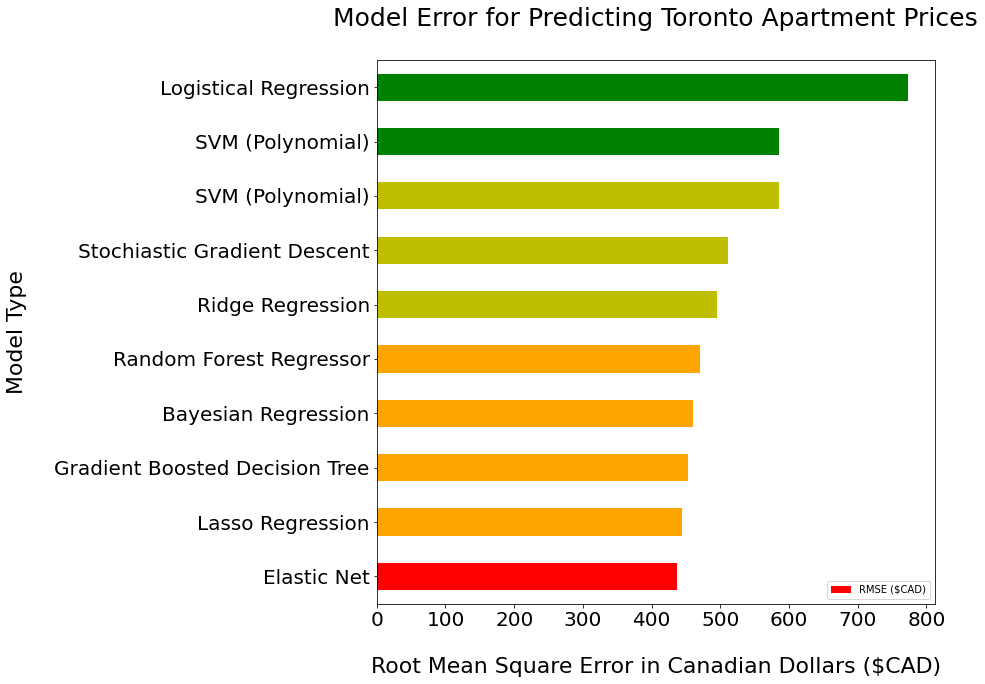 Model Error for Predicting Toronto Apartment Prices
Logistical Regression
SVM (Polynomial)
SVM (Polynomial)
Stochiastic Gradient Descent
Ridge Regression
Random Forest Regressor
Bayesian Regression
Gradient Boosted Decision Tree
Lasso Regression
Elastic Net
Model Type
RMSE ($CAD)
0 100 200 300 400 500 600 700 800
Root Mean Square Error in Canadian Dollars ($CAD)